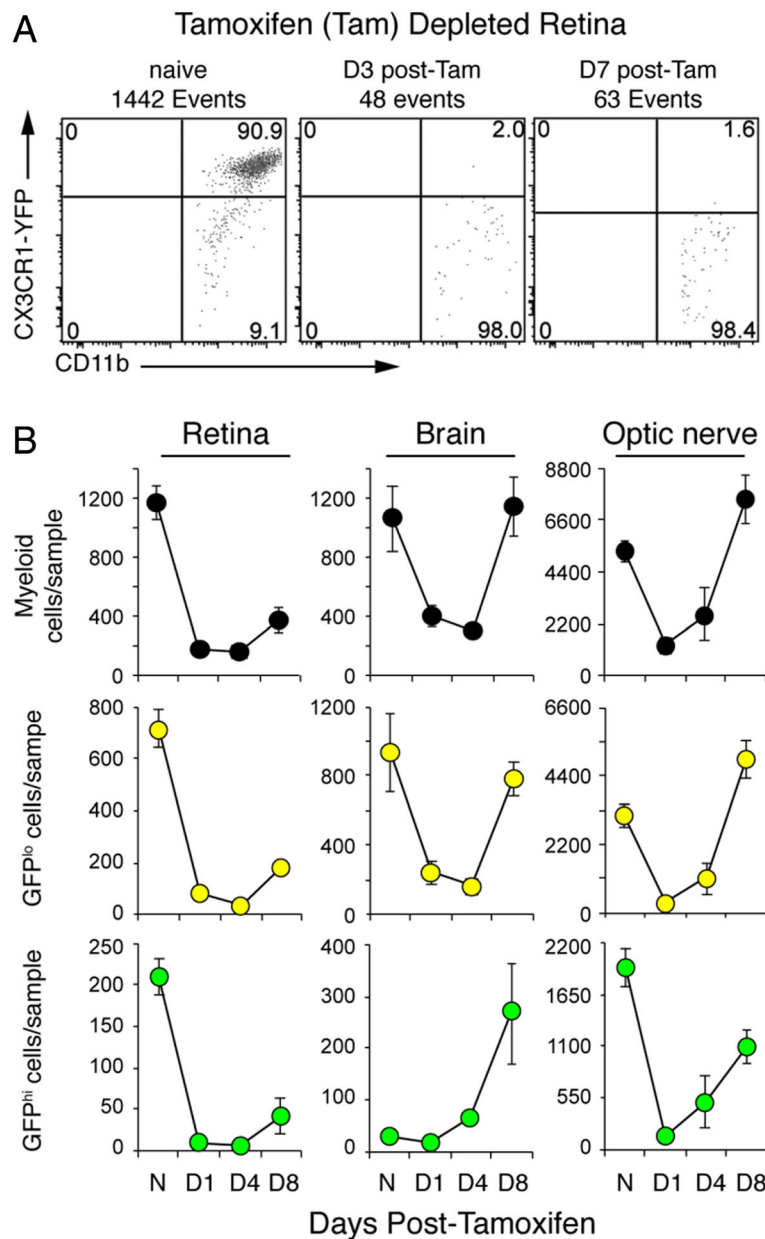 A
Tamoxifen (Tam) Depleted Retina
naive
1442 Events
D3 post-Tam
48 events
D7 post-Tam
63 Events
CX3CR1-YFP
0 90.9
0 9.1
0 2.0
0 98.0
0 1.6
0 98.4
CD11b
B
Retina
Brain
Optic nerve
Myeloid
cells/sample
1200
800
400
0
1200
800
400
0
8800
6600
4400
2200
0
GFPlo cells/sampe
800
600
400
200
0
1200
800
400
0
6600
4400
2200
0
GFPhi cells/sample
250
200
150
100
50
0
400
300
200
100
0
2200
1650
1100
550
0
N D1 D4 D8
N D1 D4 D8
N D1 D4 D8
Days Post-Tamoxifen